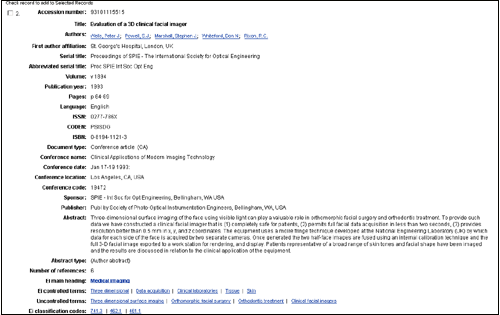 Check record to add to Selected Records
2. Accession number: 93101115515
Title: Evaluation of a 3D clinical facial imager
Authors: Wells, Peter J.; Powell, S.J.; Marshall, Stephen J.; Whiteford, Don N.; Rixon, R.C.
First author affiliation: St. George's Hospital, London, UK
Serial title: Proceedings of SPIE - The International Society for Optical Engineering
Abbreviated serial title: Proc SPIE Int Soc Opt Eng
Volume: v 1894
Publication year: 1993
Pages: p 84-85
Language: English
ISSN: 0277-786X
CODEN: PSISDG
ISBN: 0-8194-1121-3
Document type: Conference article (CA)
Conference name: Clinical Applications of Modern Imaging Technology
Conference date: Jan 17-19 1993
Conference location: Los Angeles, CA, USA
Conference code: 19472
Sponsor: SPIE - Int Soc for Opt Engineering, Bellingham, WA USA
Publisher: Publ by Society of Photo-Optical Instrumentation Engineers, Bellingham, WA, USA
Abstract: Three-dimensional surface imaging of the face using visible light can play a valuable role in orthomorphic facial surgery and orthodontic treatment. To provide such
data we have constructed a clinical facial imager that is (1) completely safe for patients, (2) permits full facial data acquisition in less than two seconds, (3) provides
resolution better than 0.5 mm in x, y, and z coordinates. The equipment uses a moire fringe technique developed at the National Engineering Laboratory (UK) by which
data for each side of the face is acquired by two separate cameras. Once generated the two half-face images are fused using an internal calibration technique and the
full 3-D facial image exported to a work station for rendering, and display. Patients representative of a broad range of skin tones and facial shape have been imaged
and the results are discussed in relation to the clinical application of the equipment.
Abstract type: (Author abstract)
Number of references: 6
Ei main heading: Medical imaging
Ei controlled terms: Three dimensional | Data acquisition | Clinical laboratories | Tissue | Skin
Uncontrolled terms: Three dimensional surface imaging | Orthomorphic facial surgery | Orthodontic treatment | Clinical facial imaging
Ei classification codes: 741.3 | 462.1 | 461.1